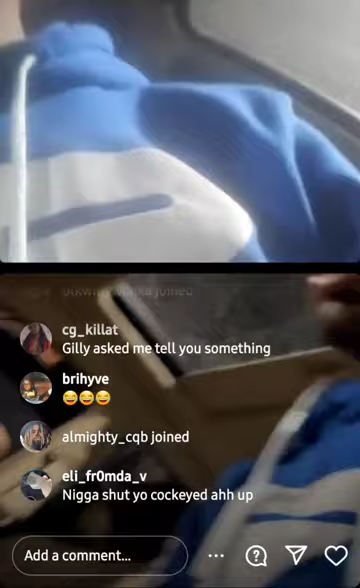 joined
cg_killat
Gilly asked me tell you something
brihyve
😂😂😂
almighty_cqb joined
eli_fr0mda_v
Nigga shut yo cockeyed ahh up
Add a comment...